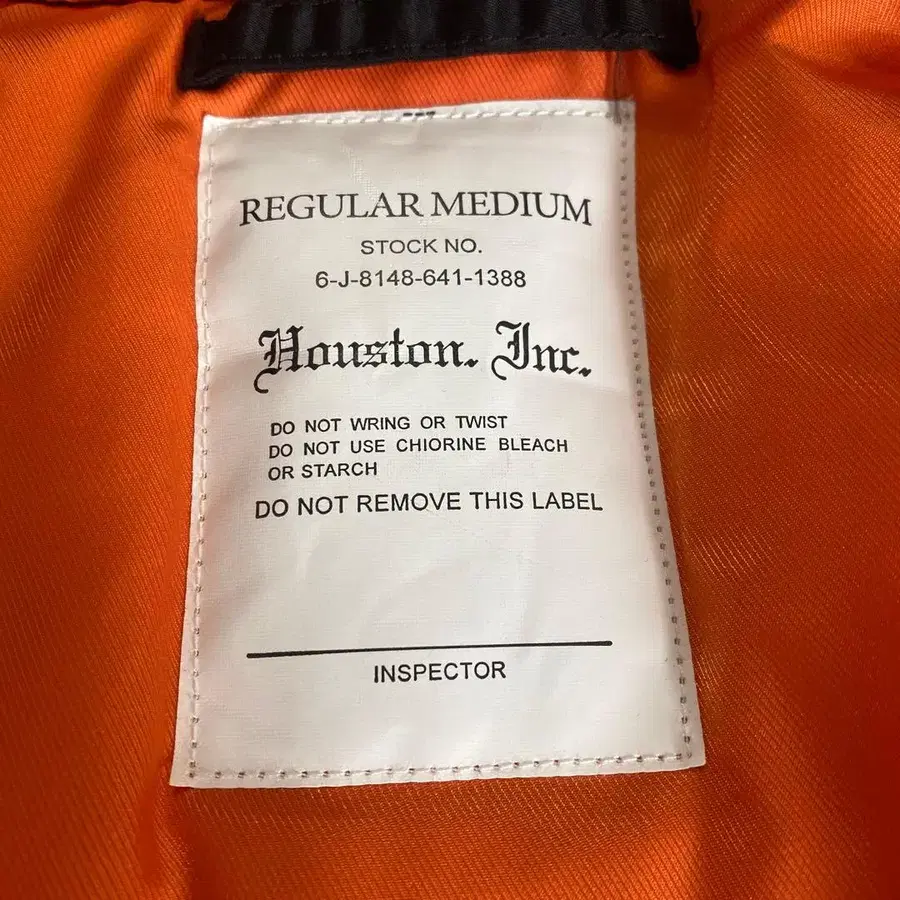 REGULAR MEDIUM
STOCK NO.
6-J-8148-641-1388
Houston. Inc.
DO NOT WRING OR TWIST
DO NOT USE CHIORINE BLEACH
OR STARCH
DO NOT REMOVE THIS LABEL
INSPECTOR